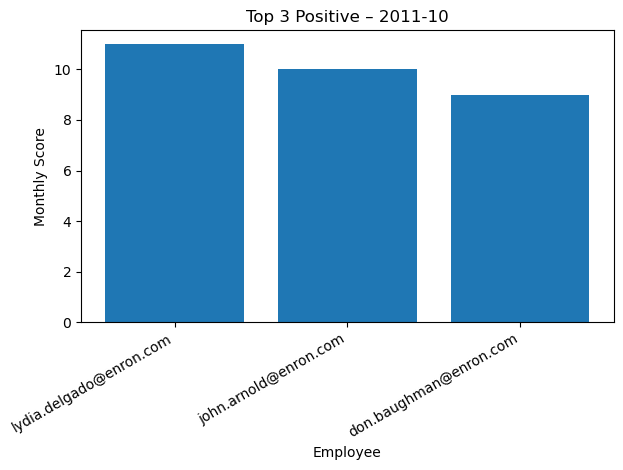 Top 3 Positive – 2011-10
Monthly Score
10
8
6
4
2
0
lydia.delgado@enron.com
john.arnold@enron.com
don.baughman@enron.com
Employee